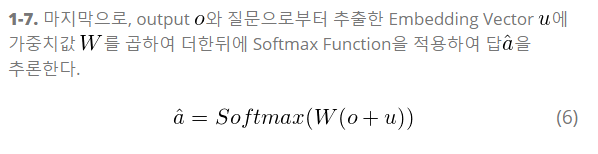 1-7. 마지막으로, output o와 질문으로부터 추출한 Embedding Vector u에
가중치값 W를 곱하여 더한뒤에 Softmax Function을 적용하여 답â을
추론한다.
â = Softmax(W(o + u)) (6)